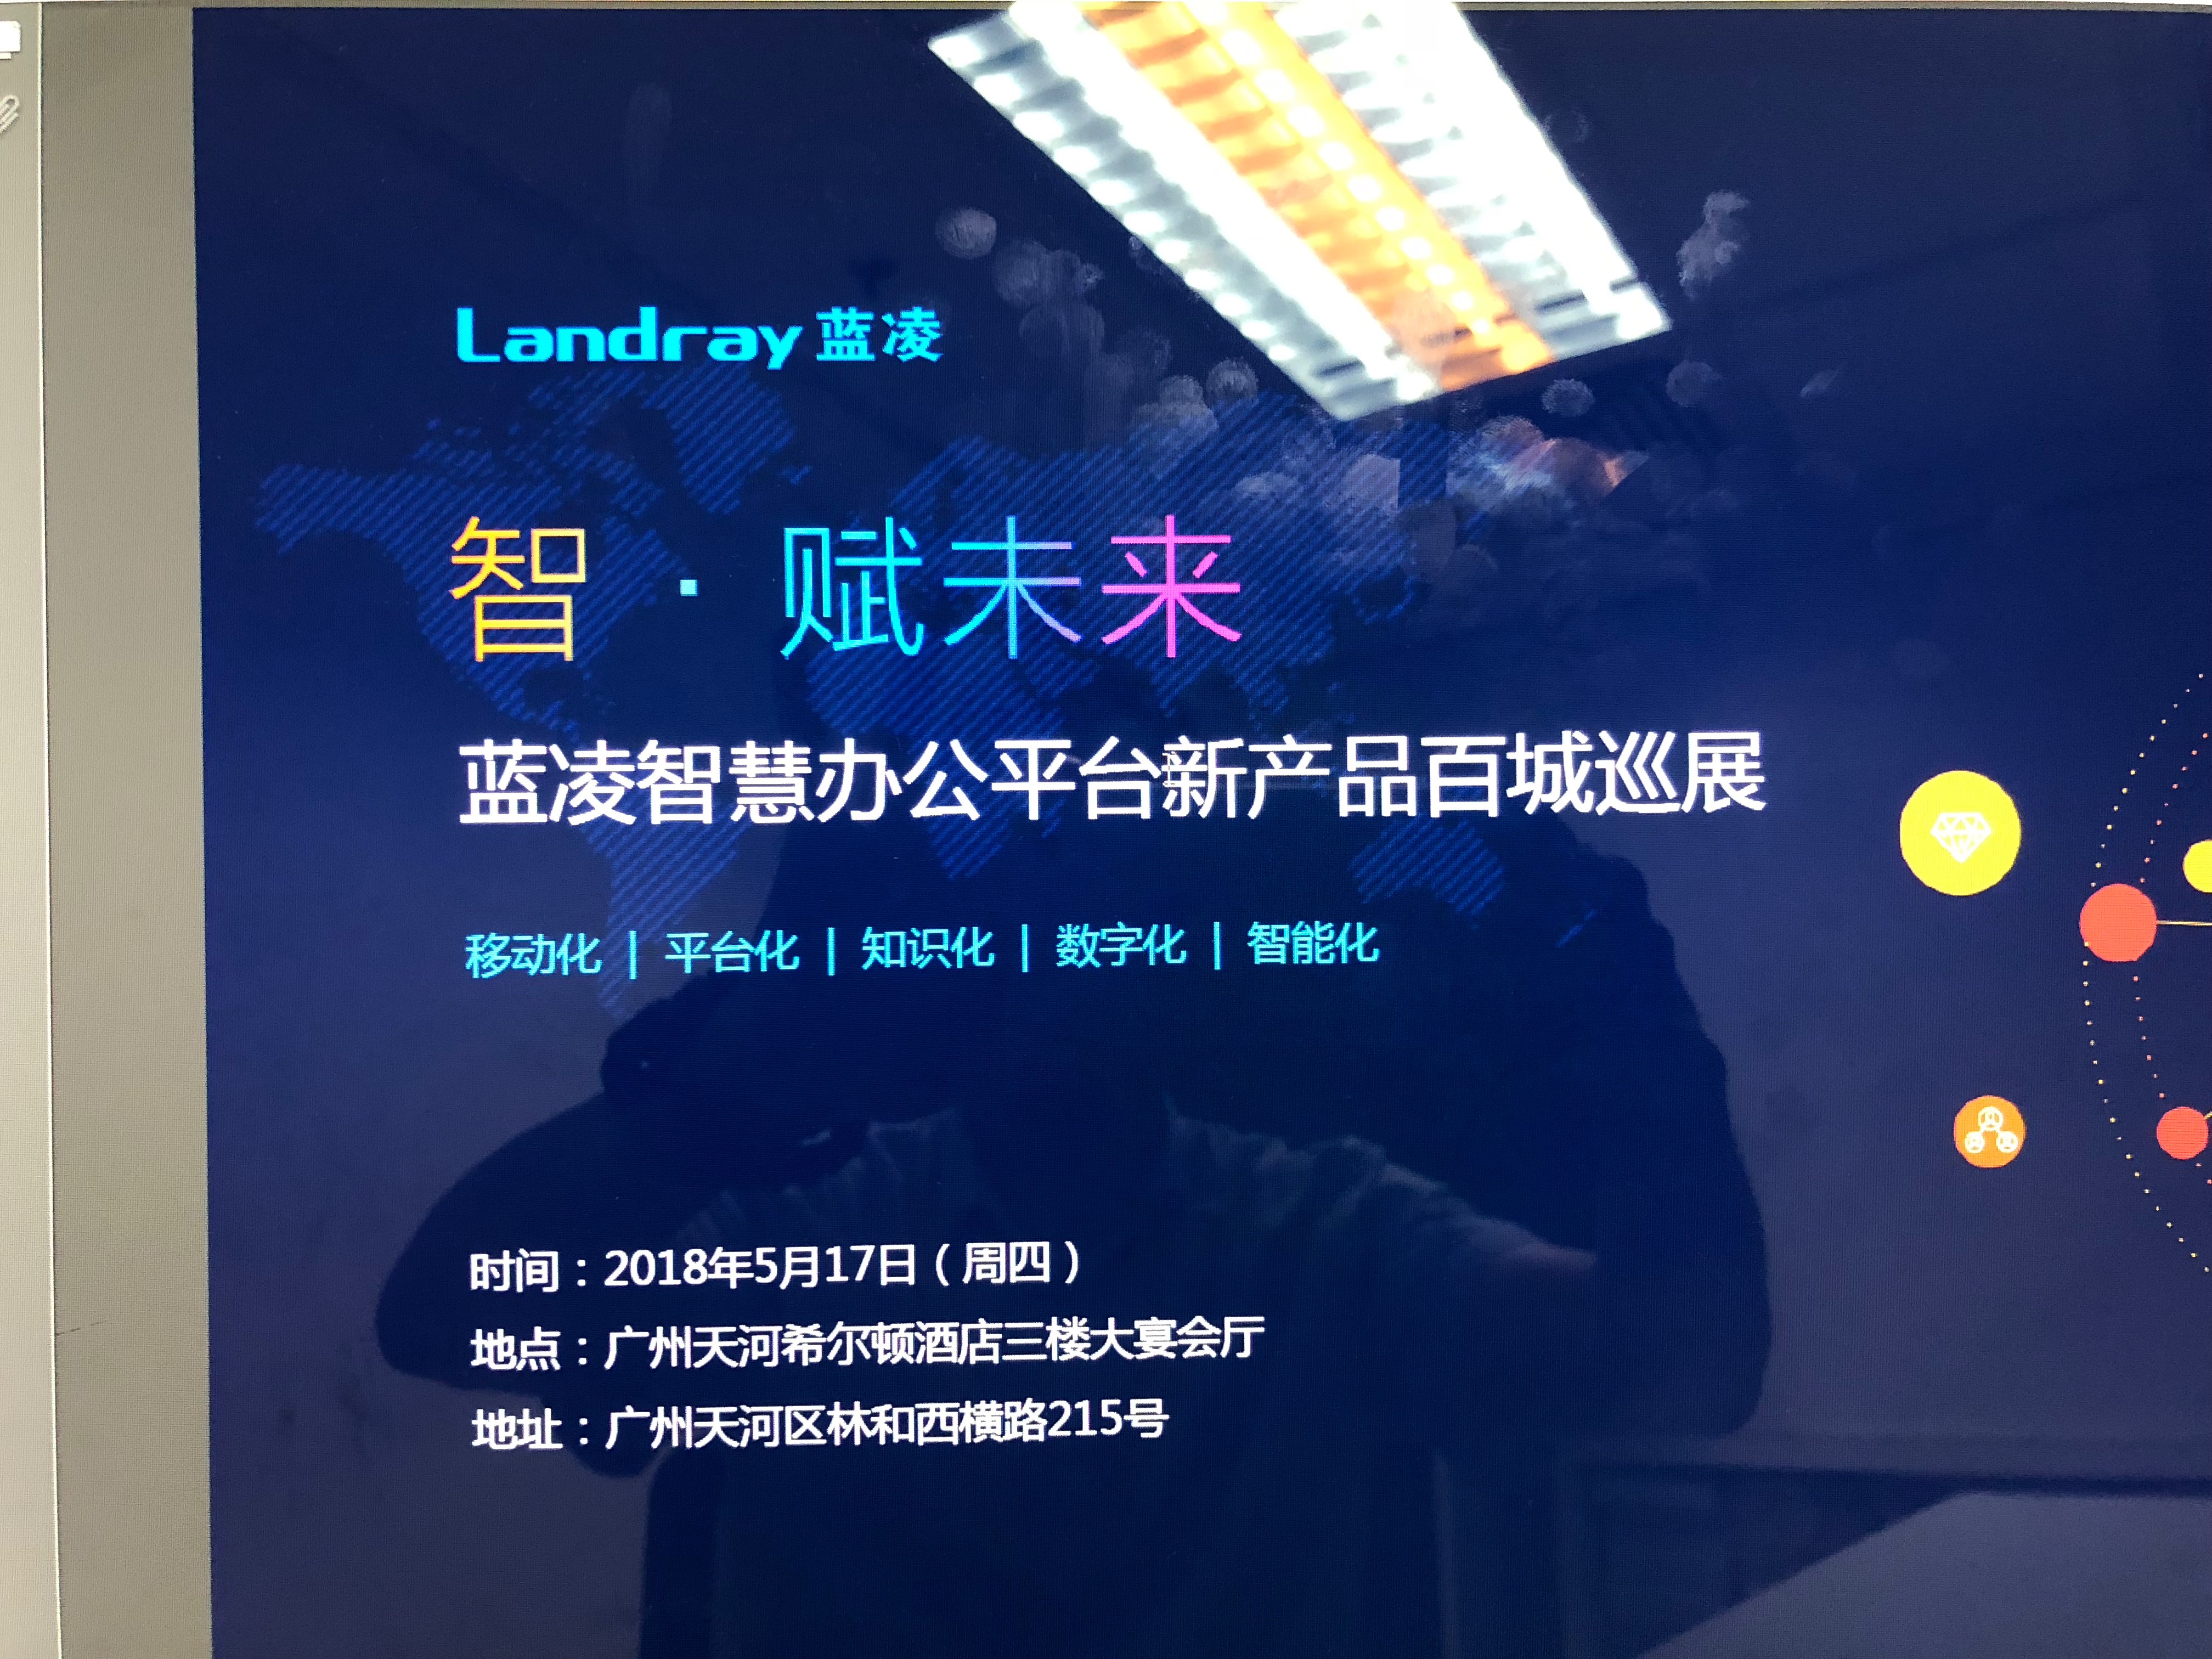 Landray 蓝凌
智 · 赋未来
蓝凌智慧办公平台新产品百城巡展
移动化 | 平台化 | 知识化 | 数字化 | 智能化
时间：2018年5月17日（周四）
地点：广州天河希尔顿酒店三楼大宴会厅
地址：广州天河区林和西横路215号